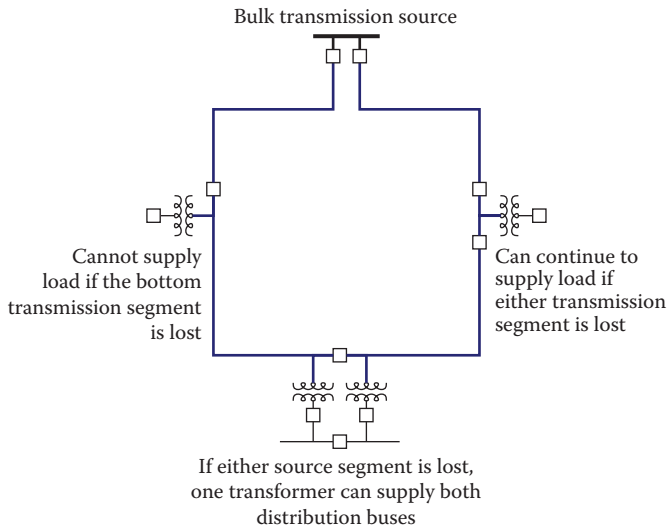 Bulk transmission source
Cannot supply
load if the bottom
transmission segment
is lost
Can continue to
supply load if
either transmission
segment is lost
If either source segment is lost,
one transformer can supply both
distribution buses